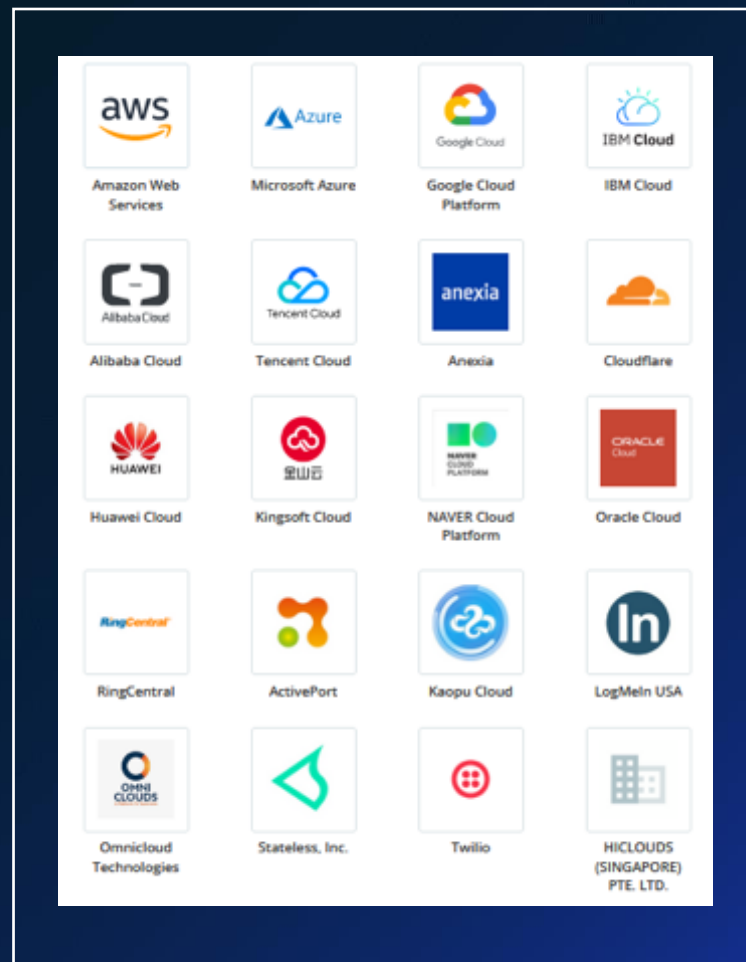 aws
Azure
Google Cloud
IBM Cloud
Amazon Web
Services
Microsoft Azure
Google Cloud
Platform
IBM Cloud
Alibaba Cloud
Tencent Cloud
anexia
Alibaba Cloud
Tencent Cloud
Anexia
Cloudflare
HUAWEI
金山云
NAVER
CLOUD
PLATFORM
ORACLE
Cloud
Huawei Cloud
Kingsoft Cloud
NAVER Cloud
Platform
Oracle Cloud
RingCentral
In
RingCentral
ActivePort
Kaopu Cloud
LogMeIn USA
OMNI
CLOUDS
Omnicloud
Technologies
Stateless, Inc.
Twilio
HICLOUDS
(SINGAPORE)
PTE. LTD.